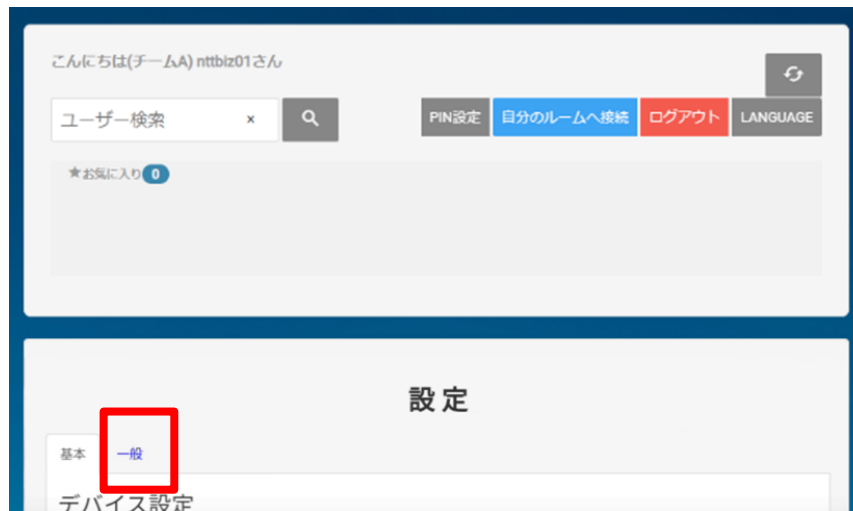 こんにちは(チームA) nttbiz01さん
ユーザー検索 ×
PIN設定 自分のルームへ接続 ログアウト LANGUAGE
★お気に入り 0
設定
基本 一般
デバイス設定